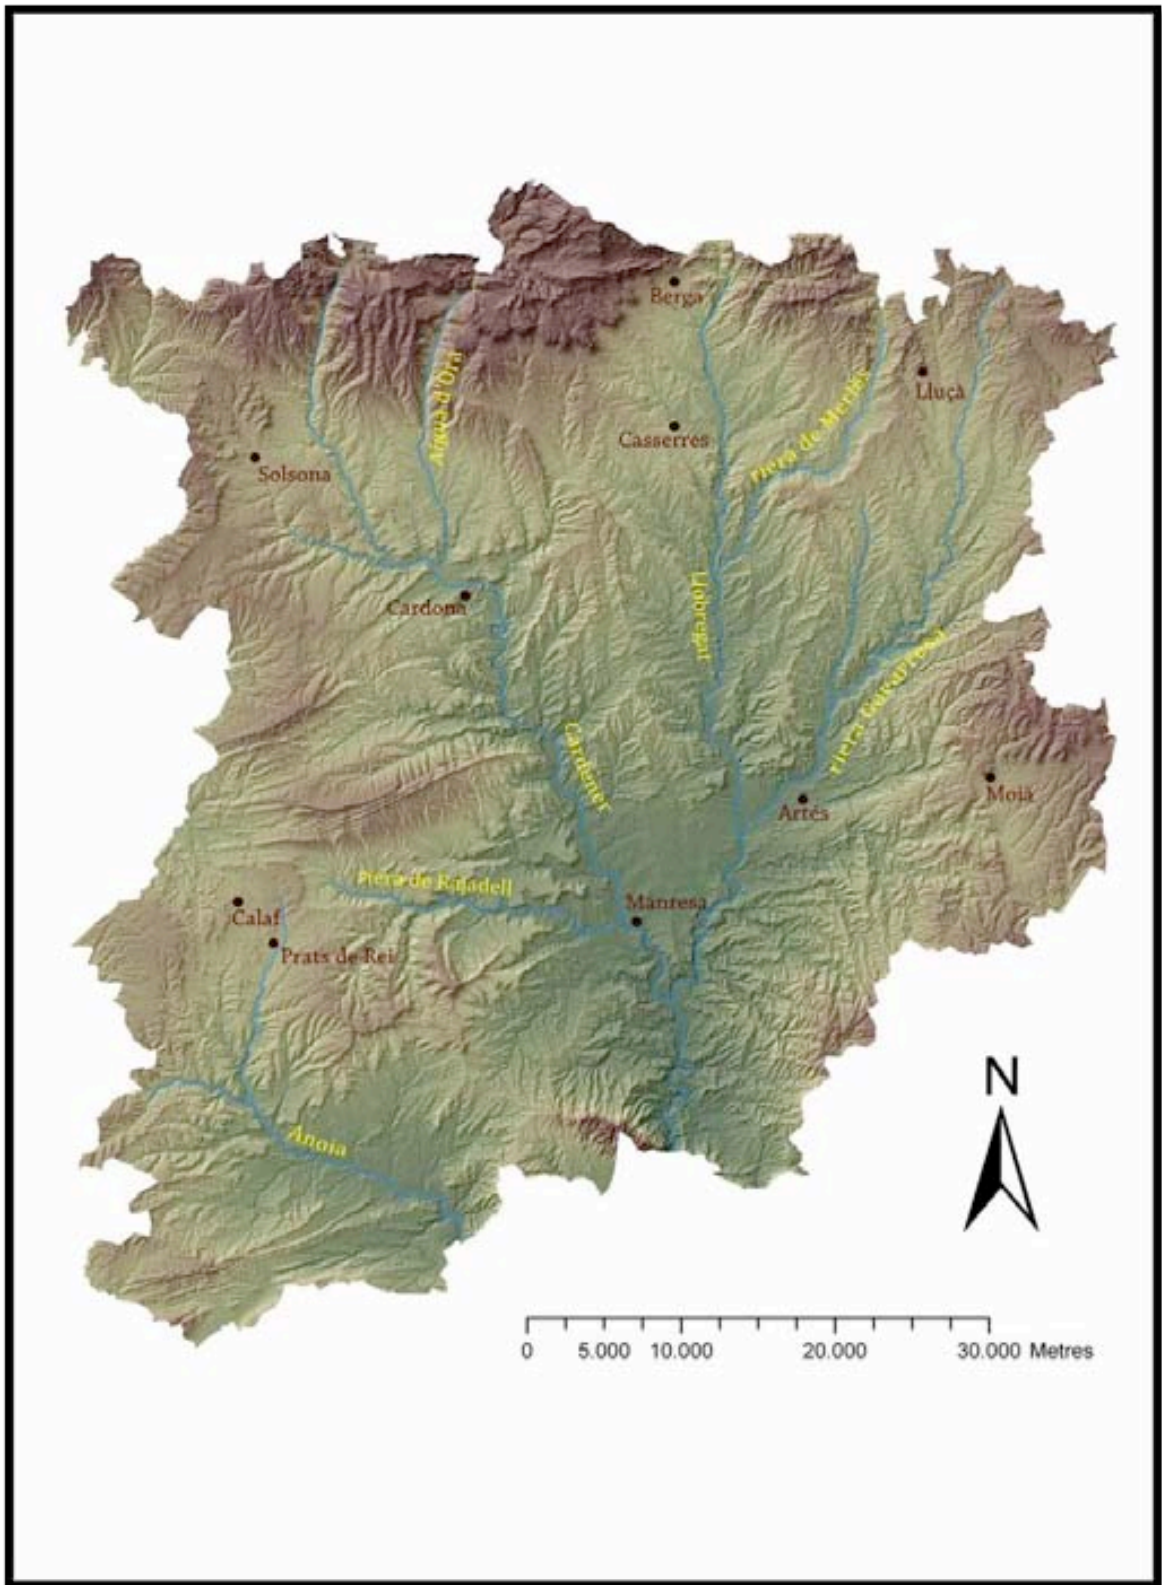 Berga
Aigua d'Ora
Lluçà
riera de Merlès
Casserres
Solsona
Llobregat
Cardona
riera Gavarresa
Cardener
Moià
Artés
riera de Rajadell
Manresa
Calaf
Prats de Rei
N
Anoia
0 5.000 10.000 20.000 30.000 Metres